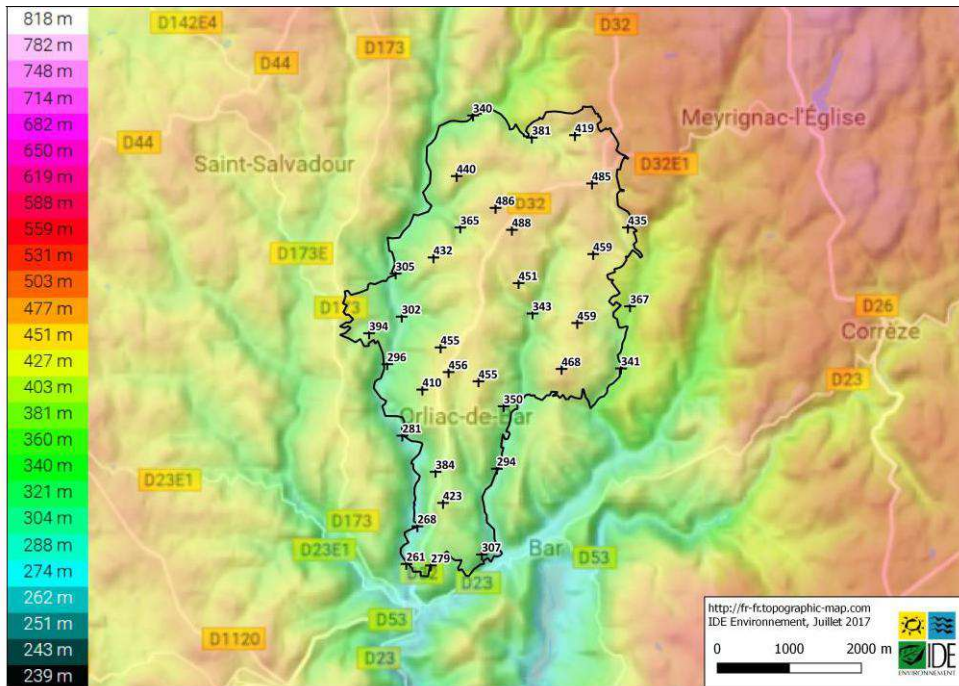 818 m
782 m
748 m
714 m
682 m
650 m
619 m
588 m
559 m
531 m
503 m
477 m
451 m
427 m
403 m
381 m
360 m
340 m
321 m
304 m
288 m
274 m
262 m
251 m
243 m
239 m
D142E4
D32
D173
D44
340
Meyrignac-l'Église
381
419
D44
Saint-Salvadour
D32E1
440
485
486
D32
365
488
435
432
D173E
459
305
451
D173
302
343
367
D26
394
459
Corrèze
455
296
456
455
468
341
D23
410
350
Orliac-de-Bar
281
384
294
D23E1
423
D173
268
D23E1
307
Bar
D53
261
279
D23
D53
D1120
D23
http://fr-fr.topographic-map.com
IDE Environnement, Juillet 2017
0 1000 2000 m
IDE
ENVIRONNEMENT